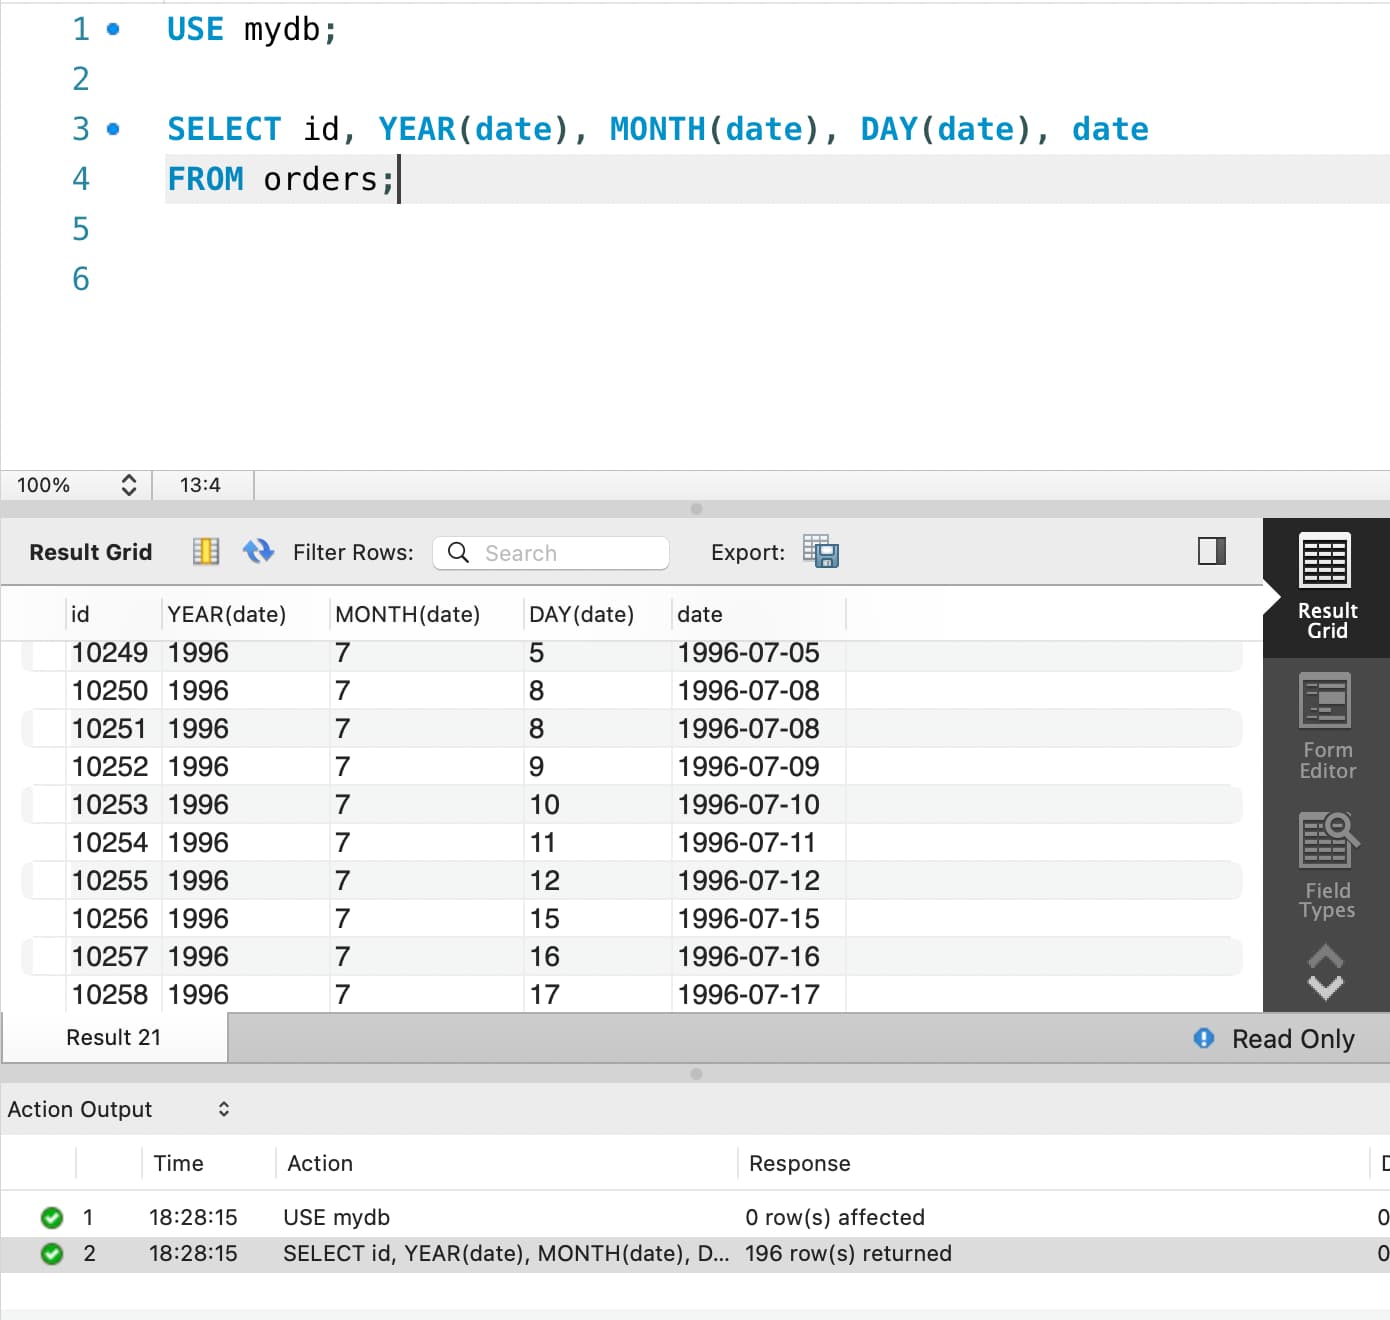 1 USE mydb;
2
3 SELECT id, YEAR(date), MONTH(date), DAY(date), date
4 FROM orders;
5
6
100% 13:4
Result Grid Filter Rows: Search Export:
id YEAR(date) MONTH(date) DAY(date) date
10249 1996 7 5 1996-07-05
10250 1996 7 8 1996-07-08
10251 1996 7 8 1996-07-08
10252 1996 7 9 1996-07-09
10253 1996 7 10 1996-07-10
10254 1996 7 11 1996-07-11
10255 1996 7 12 1996-07-12
10256 1996 7 15 1996-07-15
10257 1996 7 16 1996-07-16
10258 1996 7 17 1996-07-17
Result
Grid
Form
Editor
Field
Types
Result 21 Read Only
Action Output
Time Action Response D
1 18:28:15 USE mydb 0 row(s) affected 0
2 18:28:15 SELECT id, YEAR(date), MONTH(date), D... 196 row(s) returned 0